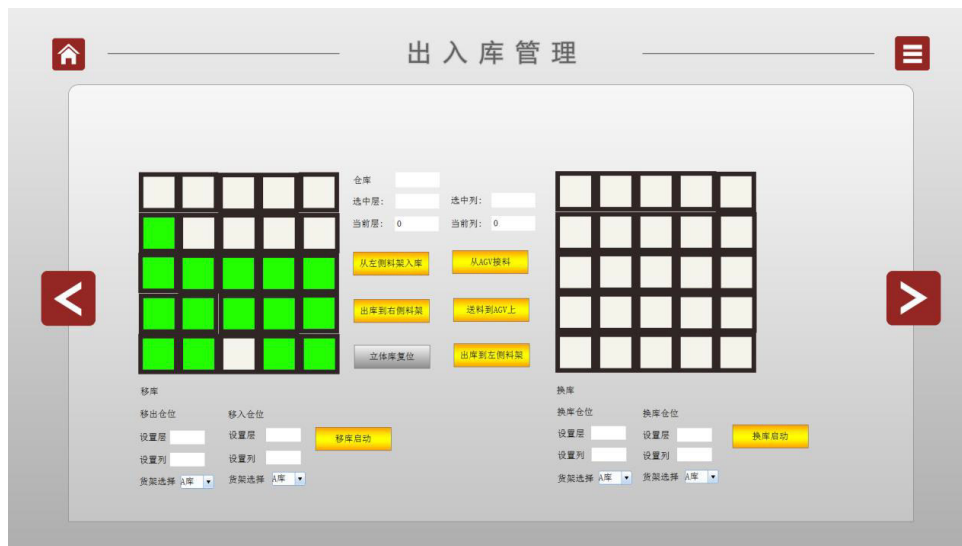 出入库管理
仓库
选中层: 选中列:
当前层: 0 当前列: 0
从左侧料架入库 从AGV接料
出库到右侧料架 送料到AGV上
立体库复位 出库到左侧料架
移库 换库
移出仓位 移入仓位 换库仓位 换库仓位
设置层 设置层 移库启动 设置层 设置层 换库启动
设置列 设置列 设置列 设置列
货架选择 A库 货架选择 A库 货架选择 A库 货架选择 A库